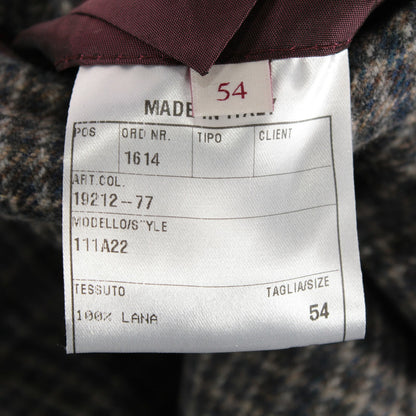 54
MADE IN ITALY
POS ORD NR. TIPO CLIENT
1614
ART.COL.
19212-77
MODELLO/STYLE
111A22
TESSUTO TAGLIA/SIZE
100% LANA 54